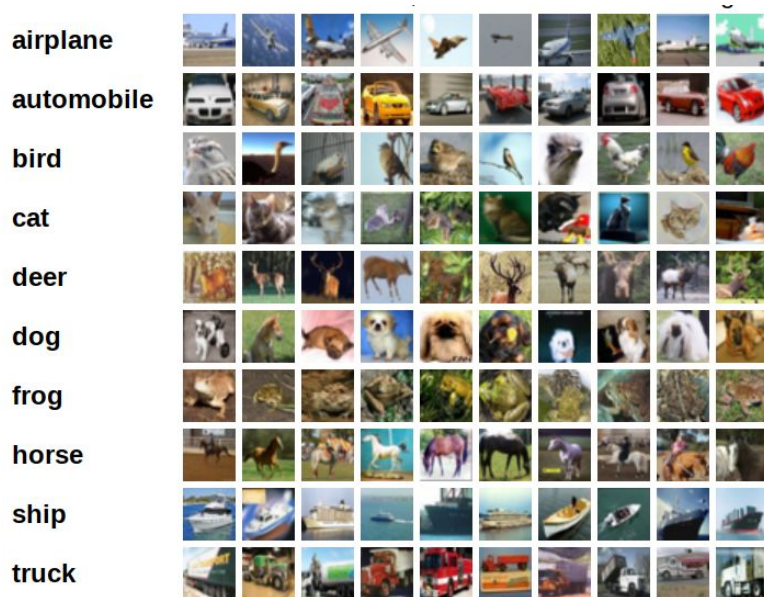 airplane
automobile
bird
cat
deer
dog
frog
horse
ship
truck